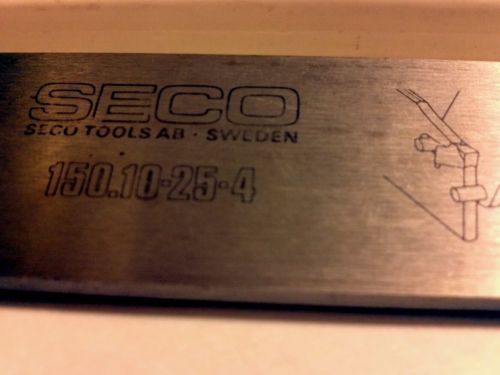 SECO
SECO TOOLS AB · SWEDEN
150.10-25-4